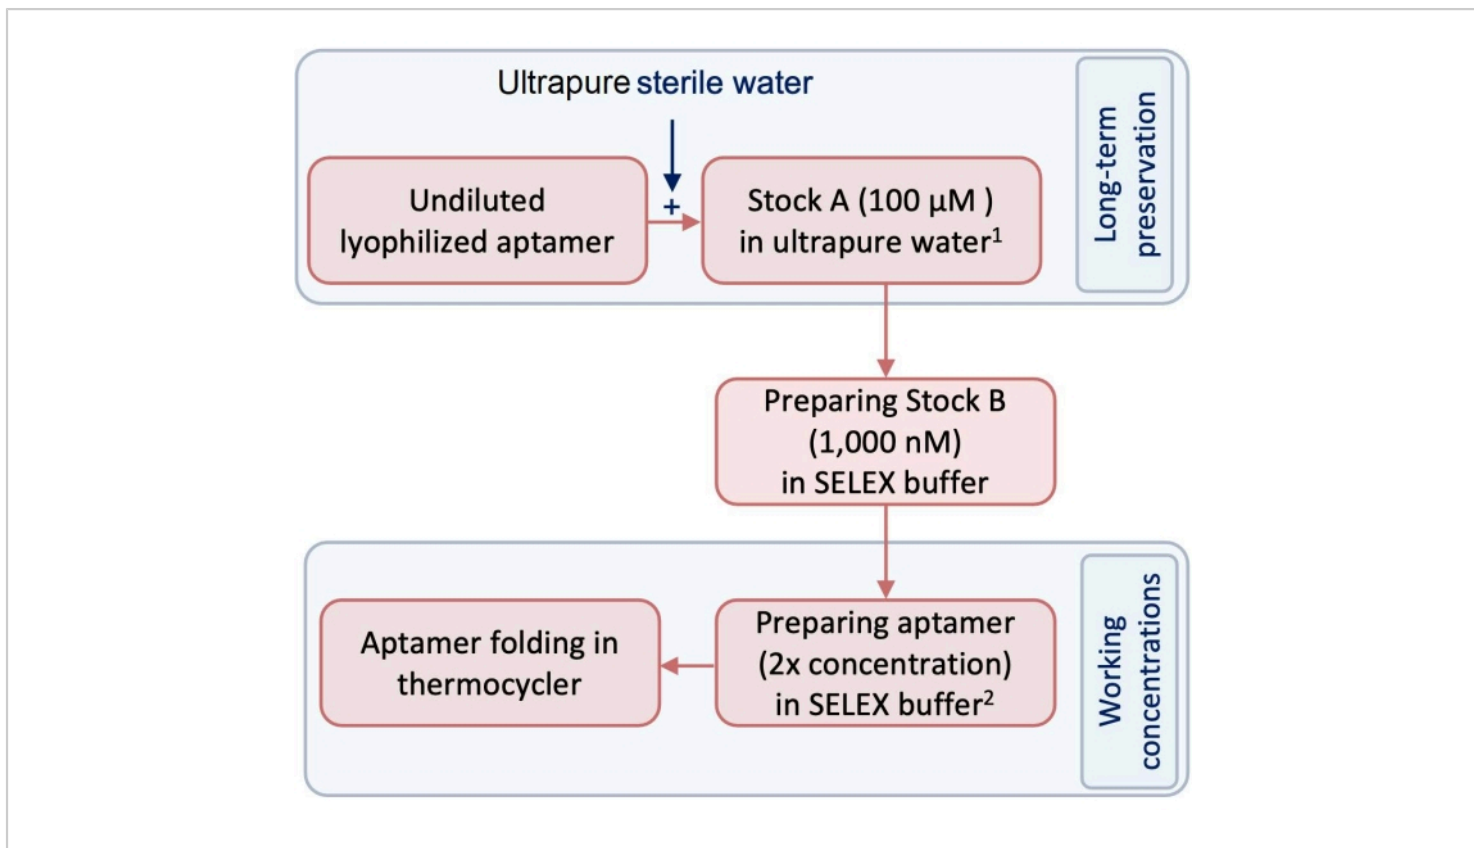 Ultrapure sterile water
Long-term
preservation
+
Undiluted
lyophilized aptamer
Stock A (100 µM )
in ultrapure water¹
Preparing Stock B
(1,000 nM)
in SELEX buffer
Preparing aptamer
(2x concentration)
in SELEX buffer²
Aptamer folding in
thermocycler
Working
concentrations